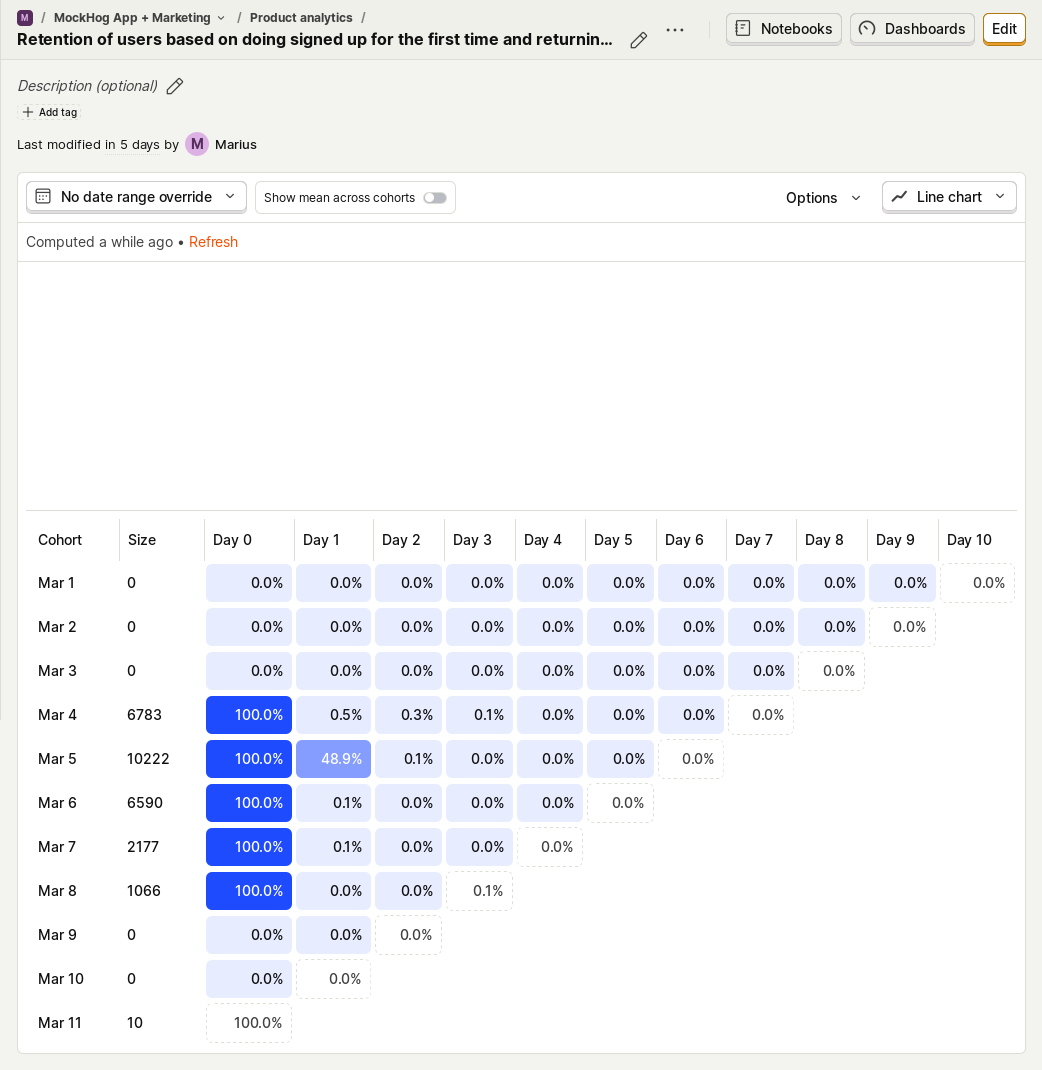 M / MockHog App + Marketing / Product analytics /
Retention of users based on doing signed up for the first time and returnin...
Notebooks
Dashboards
Edit
Description (optional)
Add tag
Last modified in 5 days by M Marius
No date range override
Show mean across cohorts
Options
Line chart
Computed a while ago • Refresh
Cohort Size Day 0 Day 1 Day 2 Day 3 Day 4 Day 5 Day 6 Day 7 Day 8 Day 9 Day 10
Mar 1 0 0.0% 0.0% 0.0% 0.0% 0.0% 0.0% 0.0% 0.0% 0.0% 0.0% 0.0%
Mar 2 0 0.0% 0.0% 0.0% 0.0% 0.0% 0.0% 0.0% 0.0% 0.0% 0.0%
Mar 3 0 0.0% 0.0% 0.0% 0.0% 0.0% 0.0% 0.0% 0.0% 0.0%
Mar 4 6783 100.0% 0.5% 0.3% 0.1% 0.0% 0.0% 0.0% 0.0%
Mar 5 10222 100.0% 48.9% 0.1% 0.0% 0.0% 0.0% 0.0%
Mar 6 6590 100.0% 0.1% 0.0% 0.0% 0.0% 0.0%
Mar 7 2177 100.0% 0.1% 0.0% 0.0% 0.0%
Mar 8 1066 100.0% 0.0% 0.0% 0.1%
Mar 9 0 0.0% 0.0% 0.0%
Mar 10 0 0.0% 0.0%
Mar 11 10 100.0%